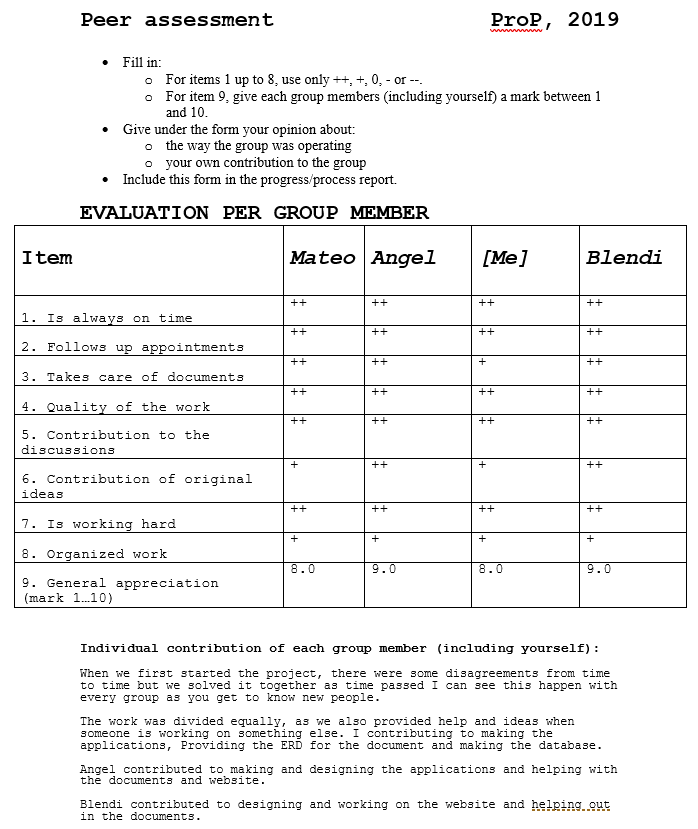 Peer assessment ProP, 2019
• Fill in:
o For items 1 up to 8, use only ++, +, 0, - or --.
o For item 9, give each group members (including yourself) a mark between 1
and 10.
• Give under the form your opinion about:
o the way the group was operating
o your own contribution to the group
• Include this form in the progress/process report.
EVALUATION PER GROUP MEMBER
Item Mateo Angel [Me] Blendi
1. Is always on time ++ ++ ++ ++
2. Follows up appointments ++ ++ ++ ++
3. Takes care of documents ++ ++ + ++
4. Quality of the work ++ ++ ++ ++
5. Contribution to the ++ ++ ++ ++
discussions
6. Contribution of original + ++ + ++
ideas
7. Is working hard ++ ++ ++ ++
8. Organized work + + + +
9. General appreciation 8.0 9.0 8.0 9.0
(mark 1…10)
Individual contribution of each group member (including yourself):
When we first started the project, there were some disagreements from time
to time but we solved it together as time passed I can see this happen with
every group as you get to know new people.
The work was divided equally, as we also provided help and ideas when
someone is working on something else. I contributing to making the
applications, Providing the ERD for the document and making the database.
Angel contributed to making and designing the applications and helping with
the documents and website.
Blendi contributed to designing and working on the website and helping out
in the documents.